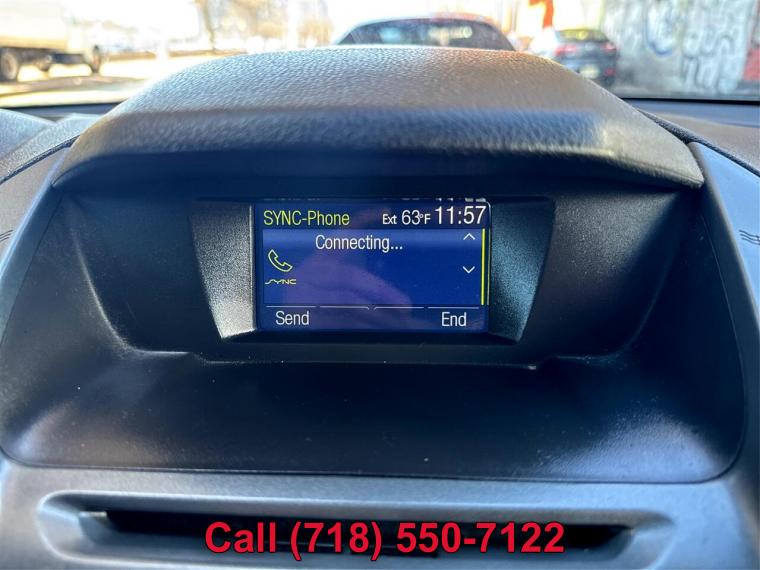 SYNC-Phone Ext 63°F 11:57
Connecting...
SYNC
Send End
Call (718) 550-7122